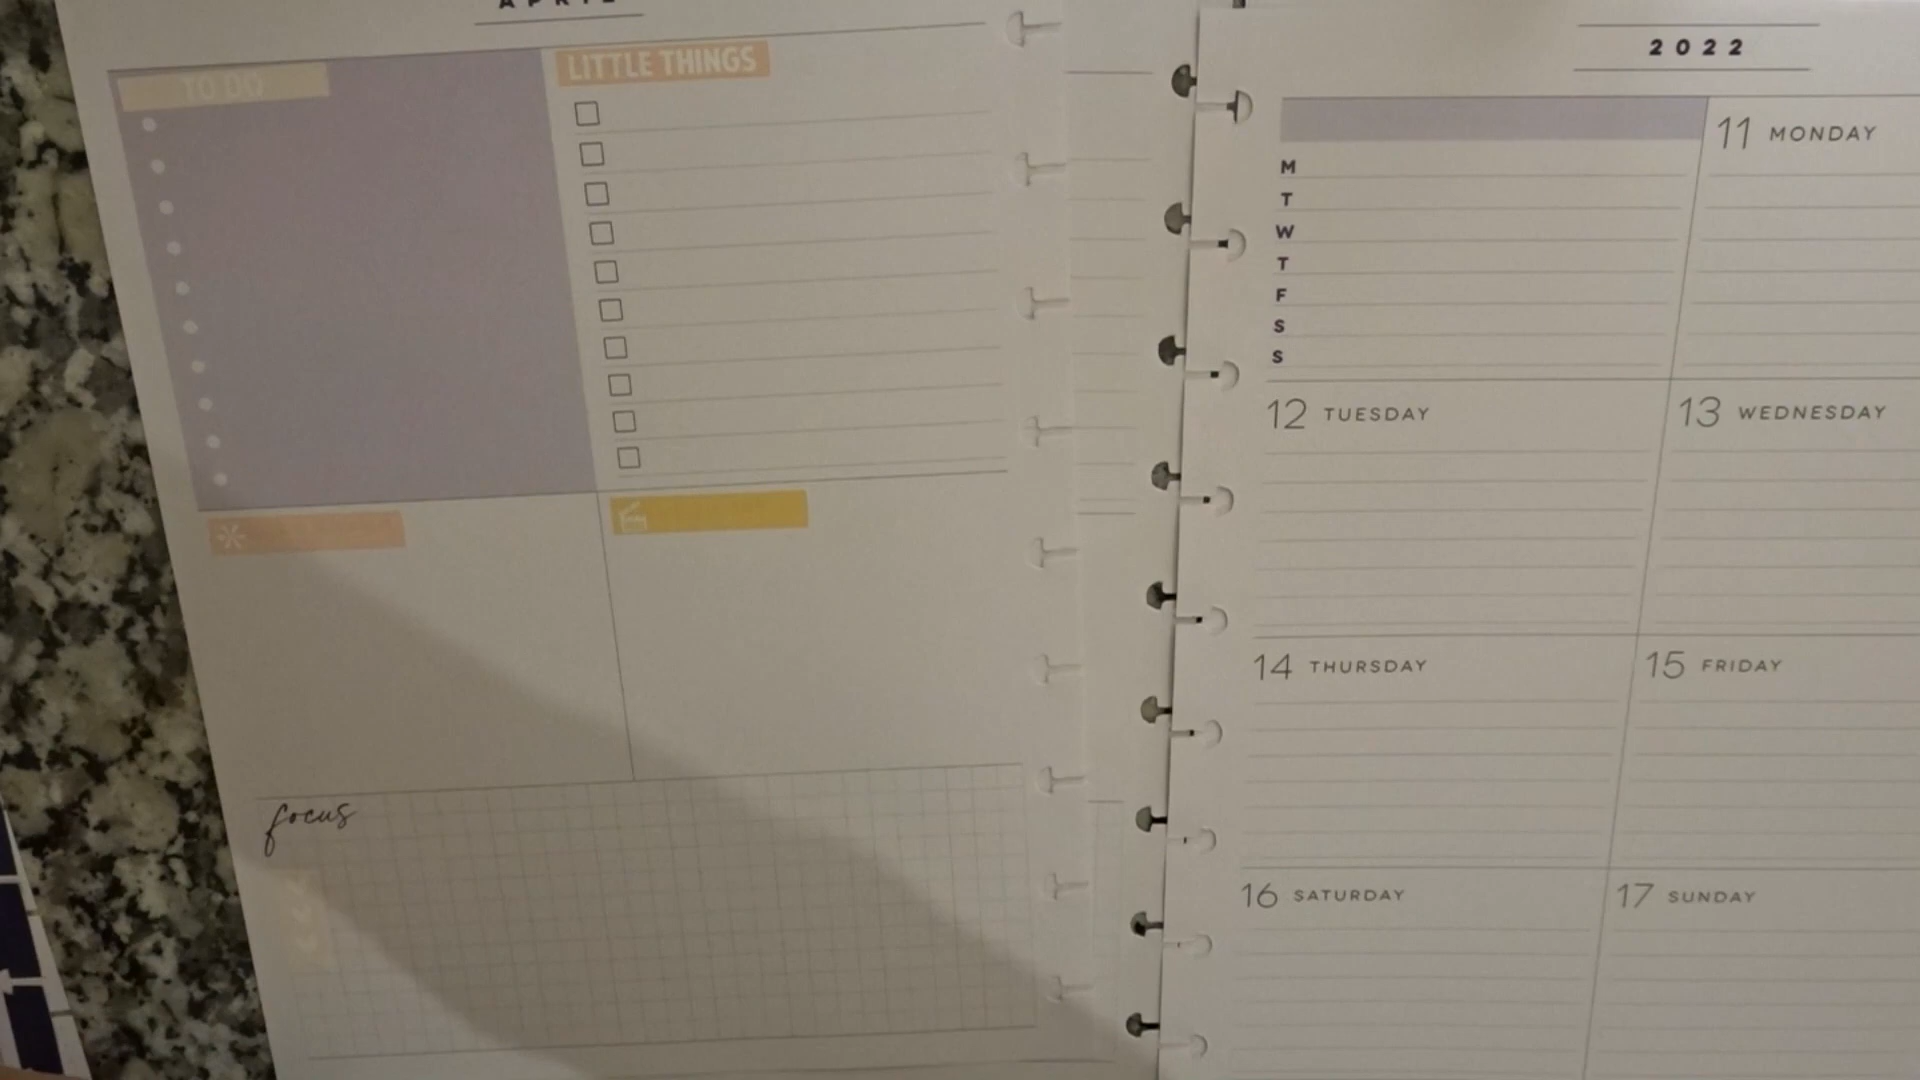 APRIL
TO DO
LITTLE THINGS
focus
2022
M
T
W
T
F
S
S
11 MONDAY
12 TUESDAY
13 WEDNESDAY
14 THURSDAY
15 FRIDAY
16 SATURDAY
17 SUNDAY